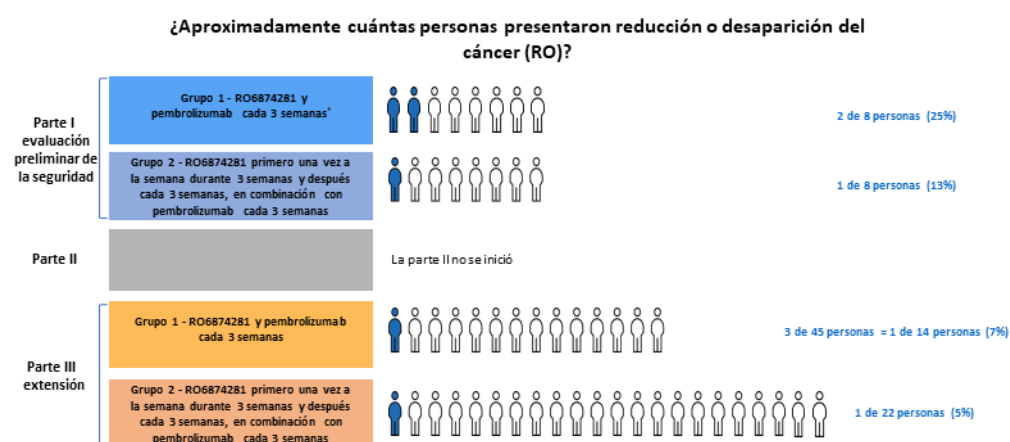 ¿Aproximadamente cuántas personas presentaron reducción o desaparición del
cáncer (RO)?
Parte I
evaluación
preliminar de
la seguridad
Grupo 1 - RO6874281 y
pembrolizumab cada 3 semanas*
2 de 8 personas (25%)
Grupo 2 - RO6874281 primero una vez a
la semana durante 3 semanas y después
cada 3 semanas, en combinación con
pembrolizumab cada 3 semanas
1 de 8 personas (13%)
Parte II
La parte II no se inició
Parte III
extensión
Grupo 1 - RO6874281 y pembrolizumab
cada 3 semanas
3 de 45 personas = 1 de 14 personas (7%)
Grupo 2 - RO6874281 primero una vez a
la semana durante 3 semanas y después
cada 3 semanas, en combinación con
pembrolizumab cada 3 semanas
1 de 22 personas (5%)